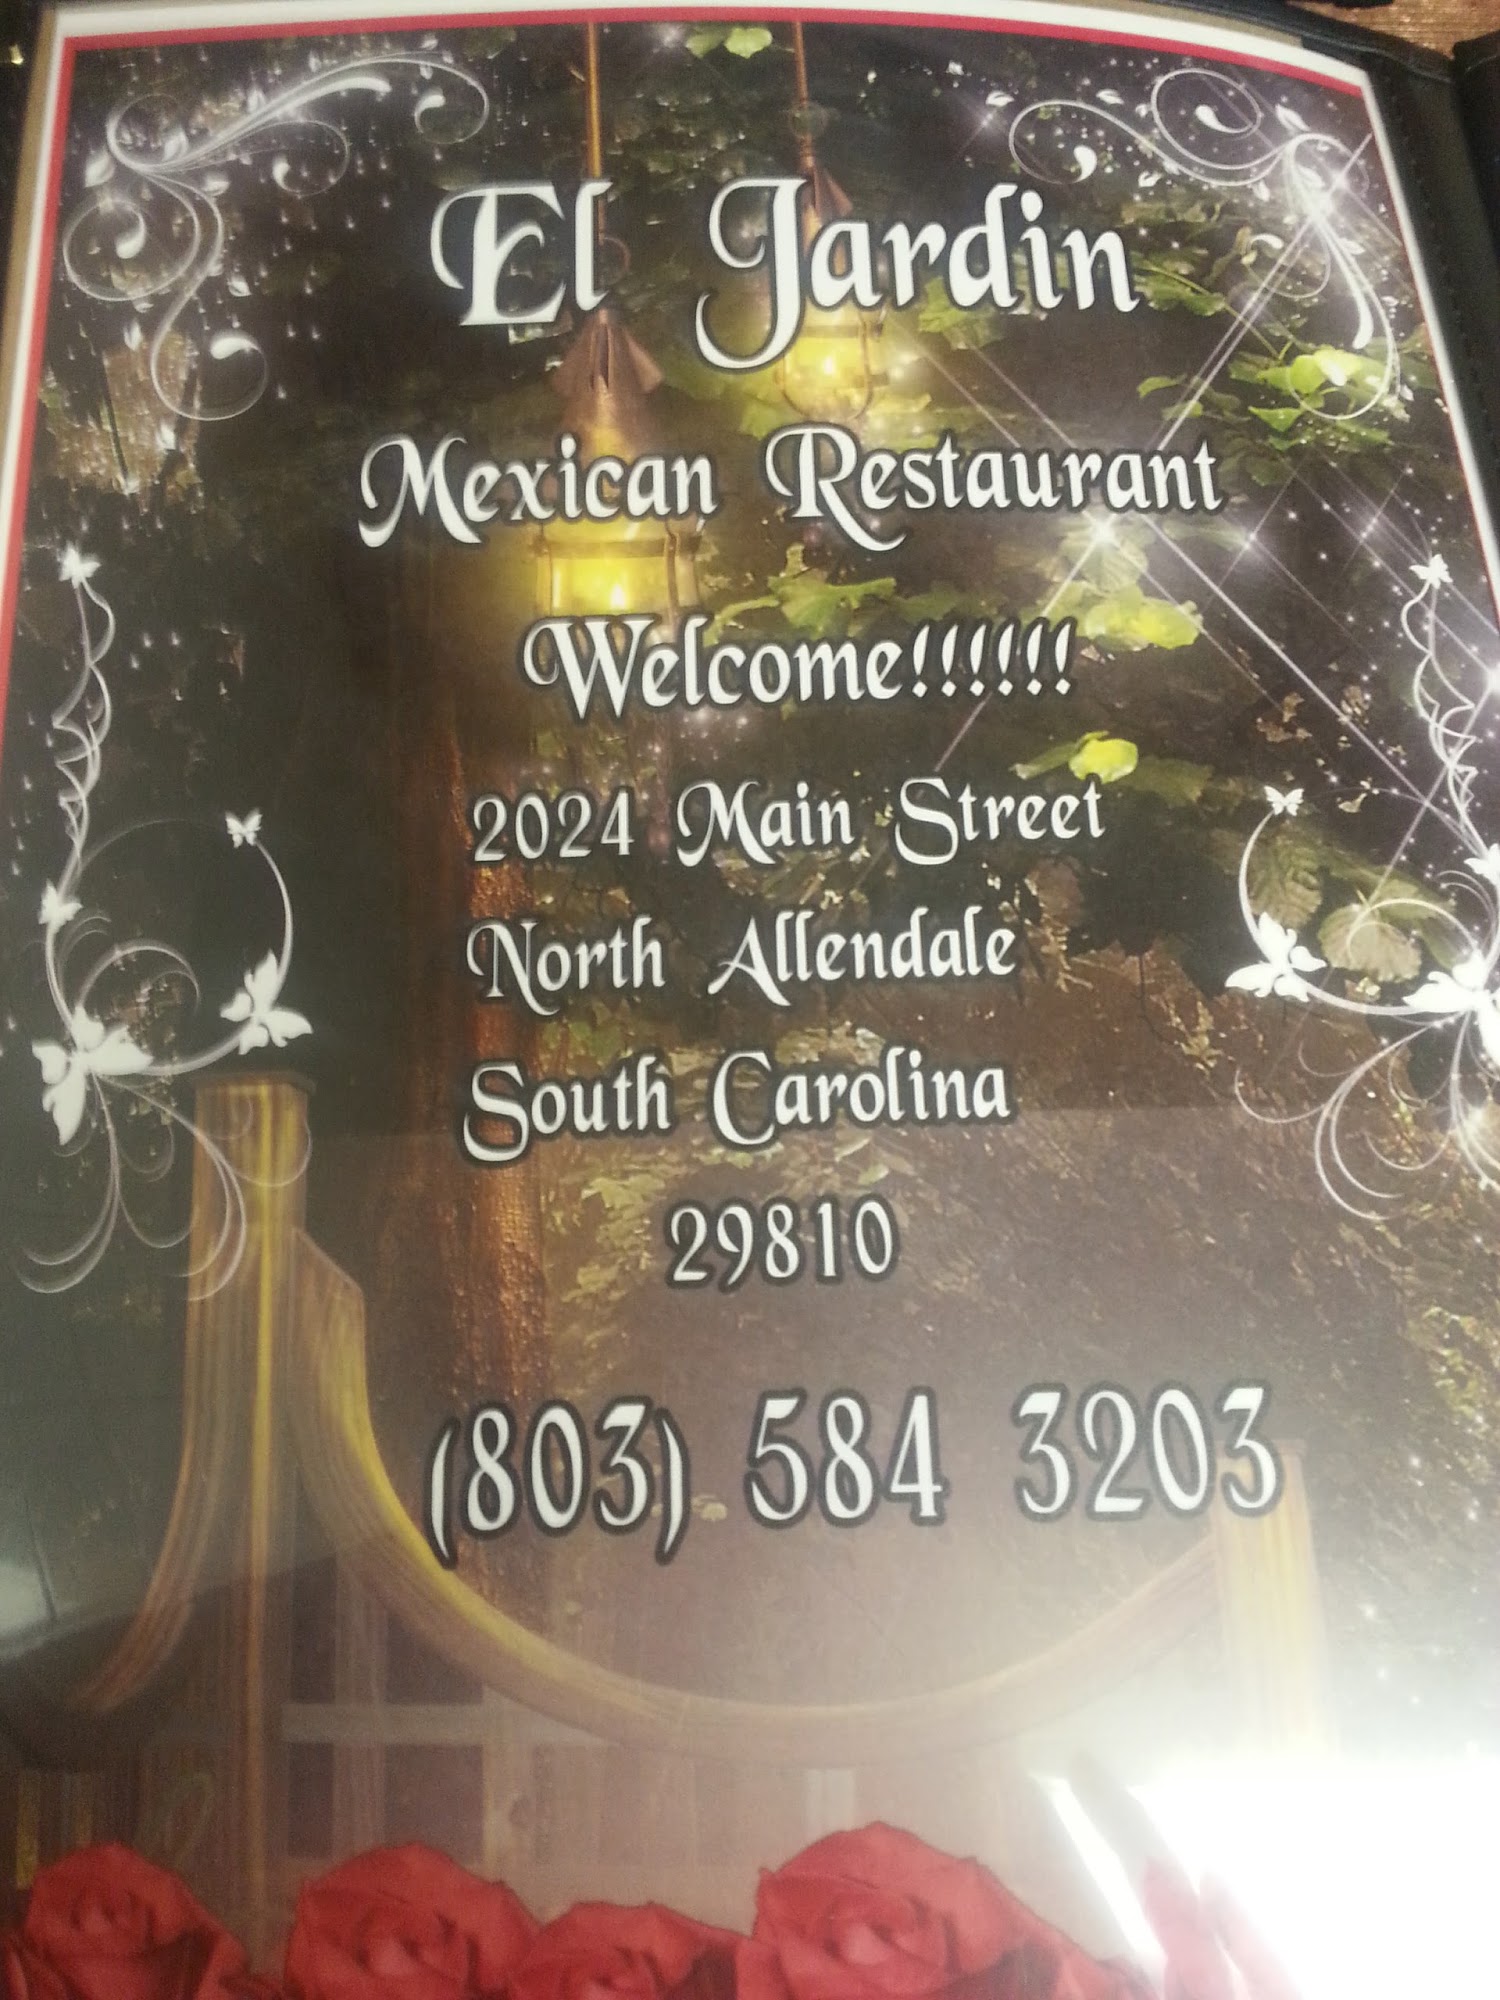 El Jardin
Mexican Restaurant
Welcome!!!!!!
2024 Main Street
North Allendale
South Carolina
29810
(803) 584 3203